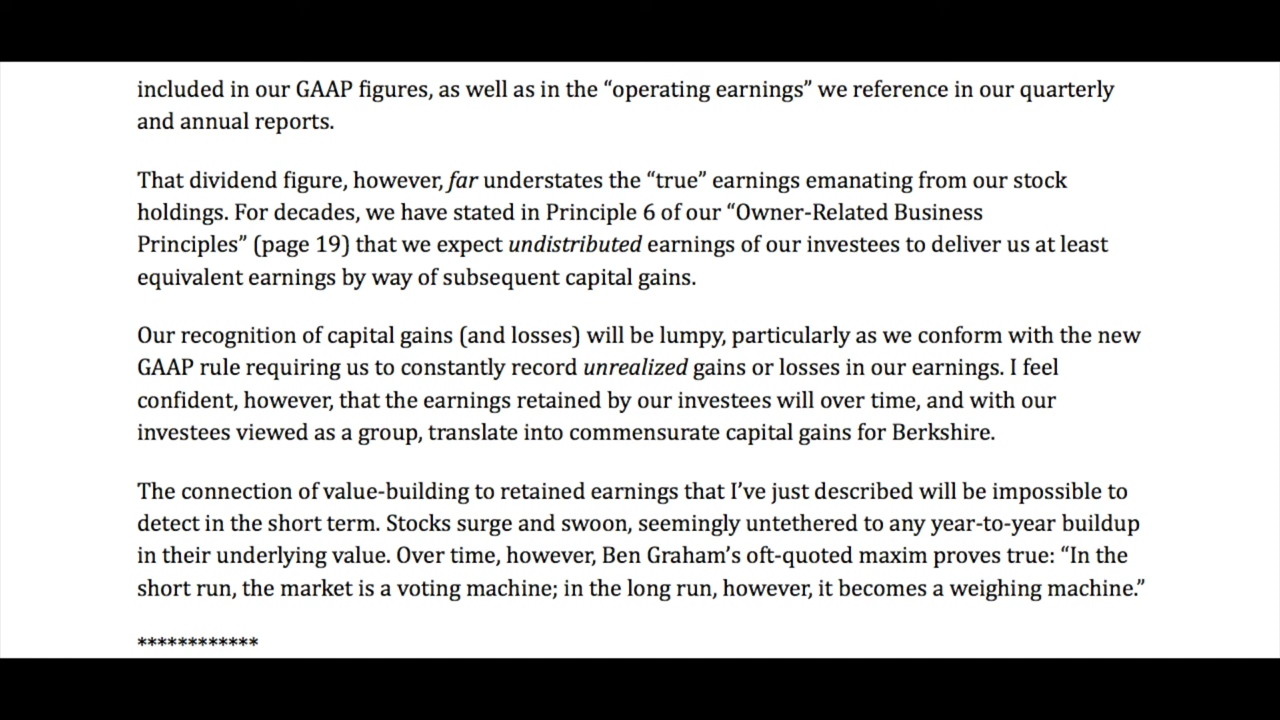 included in our GAAP figures, as well as in the “operating earnings” we reference in our quarterly
and annual reports.
That dividend figure, however, far understates the “true” earnings emanating from our stock
holdings. For decades, we have stated in Principle 6 of our “Owner-Related Business
Principles” (page 19) that we expect undistributed earnings of our investees to deliver us at least
equivalent earnings by way of subsequent capital gains.
Our recognition of capital gains (and losses) will be lumpy, particularly as we conform with the new
GAAP rule requiring us to constantly record unrealized gains or losses in our earnings. I feel
confident, however, that the earnings retained by our investees will over time, and with our
investees viewed as a group, translate into commensurate capital gains for Berkshire.
The connection of value-building to retained earnings that I’ve just described will be impossible to
detect in the short term. Stocks surge and swoon, seemingly untethered to any year-to-year buildup
in their underlying value. Over time, however, Ben Graham’s oft-quoted maxim proves true: “In the
short run, the market is a voting machine; in the long run, however, it becomes a weighing machine.”
************